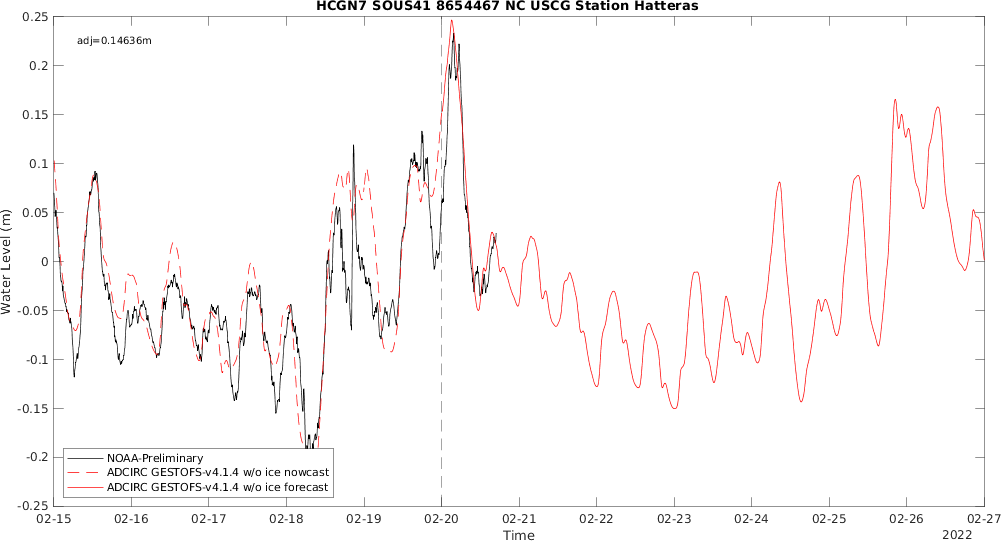 HCGN7 SOUS41 8654467 NC USCG Station Hatteras
adj=0.14636m
0.25
0.2
0.15
0.1
0.05
0
-0.05
-0.1
-0.15
-0.2
-0.25
Water Level (m)
NOAA-Preliminary
ADCIRC GESTOFS-v4.1.4 w/o ice nowcast
ADCIRC GESTOFS-v4.1.4 w/o ice forecast
02-15 02-16 02-17 02-18 02-19 02-20 02-21 02-22 02-23 02-24 02-25 02-26 02-27
Time
2022